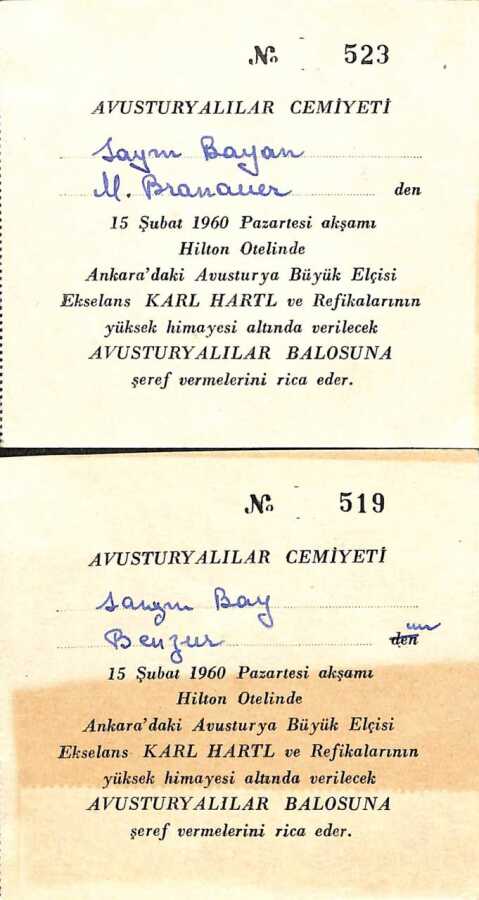 № 523
AVUSTURYALILAR CEMİYETİ
Sayın Bayan
M. Branauer den
15 Şubat 1960 Pazartesi akşamı
Hilton Otelinde
Ankara'daki Avusturya Büyük Elçisi
Ekselans KARL HARTL ve Refikalarının
yüksek himayesi altında verilecek
AVUSTURYALILAR BALOSUNA
şeref vermelerini rica eder.
№ 519
AVUSTURYALILAR CEMİYETİ
Sayın Bay
Benzur den un
15 Şubat 1960 Pazartesi akşamı
Hilton Otelinde
Ankara'daki Avusturya Büyük Elçisi
Ekselans KARL HARTL ve Refikalarının
yüksek himayesi altında verilecek
AVUSTURYALILAR BALOSUNA
şeref vermelerini rica eder.